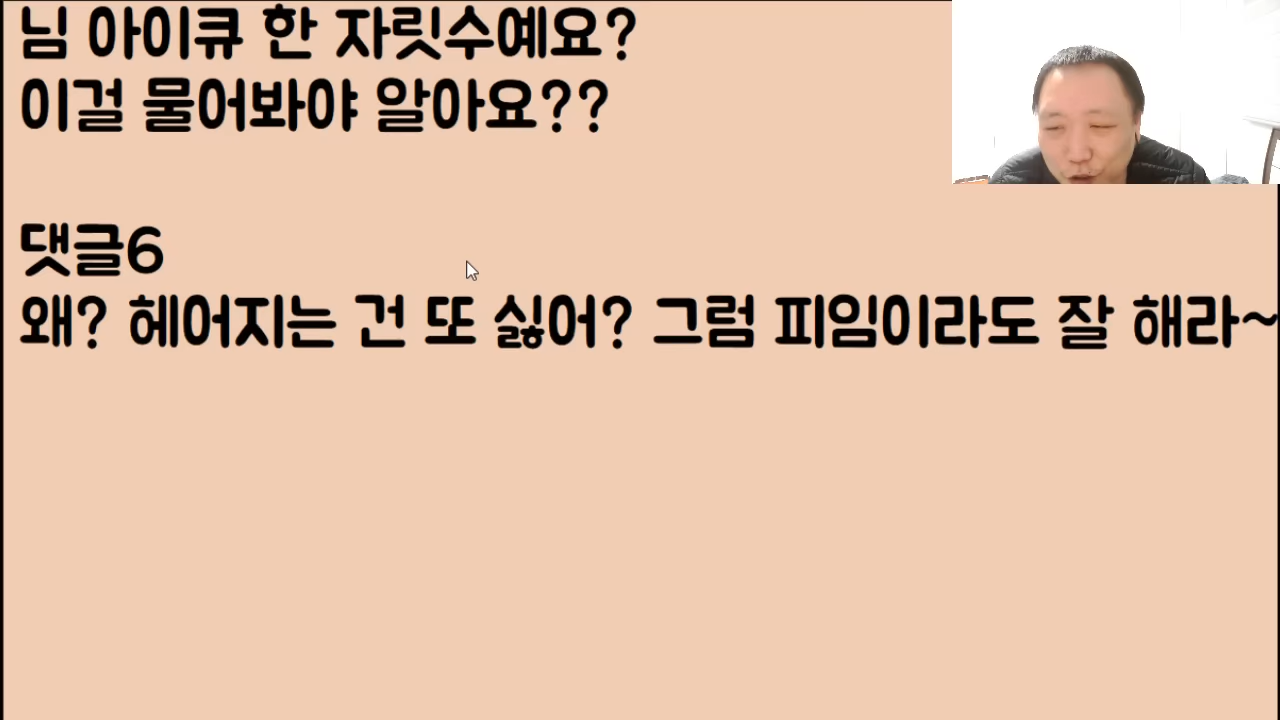 님 아이큐 한 자릿수예요?
이걸 물어봐야 알아요??
댓글6
왜? 헤어지는 건 또 싫어? 그럼 피임이라도 잘 해라~